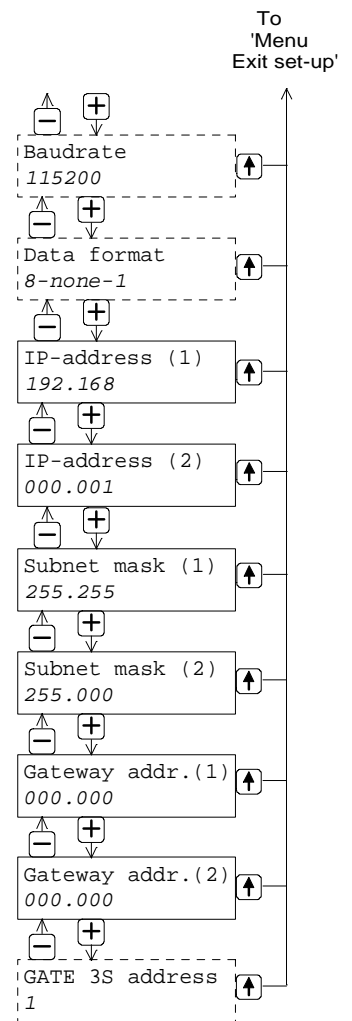 To
'Menu
Exit set-up'
Baudrate
115200
Data format
8-none-1
IP-address (1)
192.168
IP-address (2)
000.001
Subnet mask (1)
255.255
Subnet mask (2)
255.000
Gateway addr.(1)
000.000
Gateway addr.(2)
000.000
GATE 3S address
1